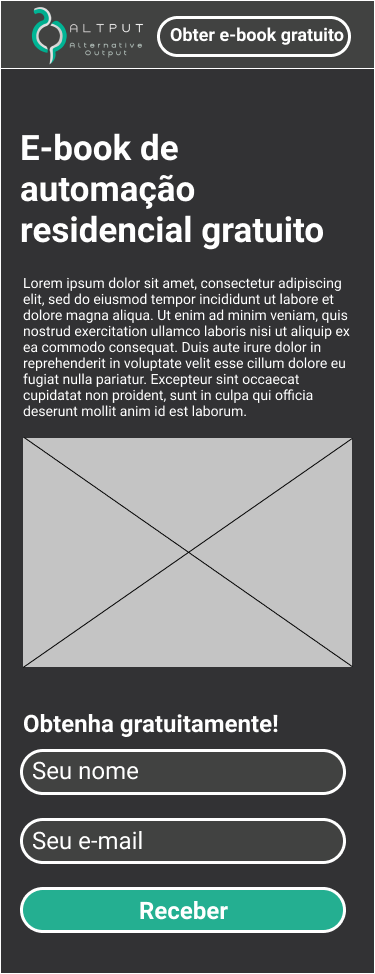 ALTPUT
Alternative
Output
Obter e-book gratuito
E-book de
automação
residencial gratuito
Lorem ipsum dolor sit amet, consectetur adipiscing
elit, sed do eiusmod tempor incididunt ut labore et
dolore magna aliqua. Ut enim ad minim veniam, quis
nostrud exercitation ullamco laboris nisi ut aliquip ex
ea commodo consequat. Duis aute irure dolor in
reprehenderit in voluptate velit esse cillum dolore eu
fugiat nulla pariatur. Excepteur sint occaecat
cupidatat non proident, sunt in culpa qui officia
deserunt mollit anim id est laborum.
Obtenha gratuitamente!
Seu nome
Seu e-mail
Receber